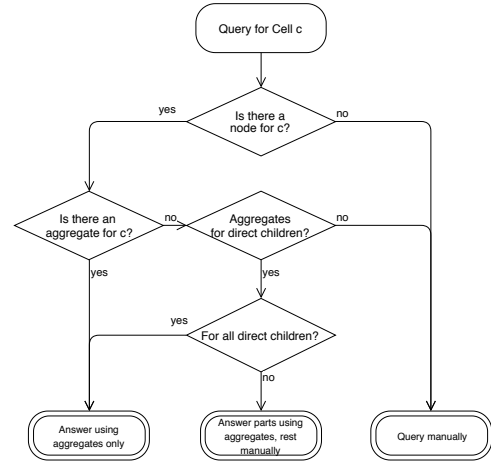 Query for Cell c
Is there a
node for c?
yes
no
Is there an
aggregate for c?
no
Aggregates
for direct children?
no
yes
yes
For all direct children?
yes
no
Answer using
aggregates only
Answer parts using
aggregates, rest
manually
Query manually